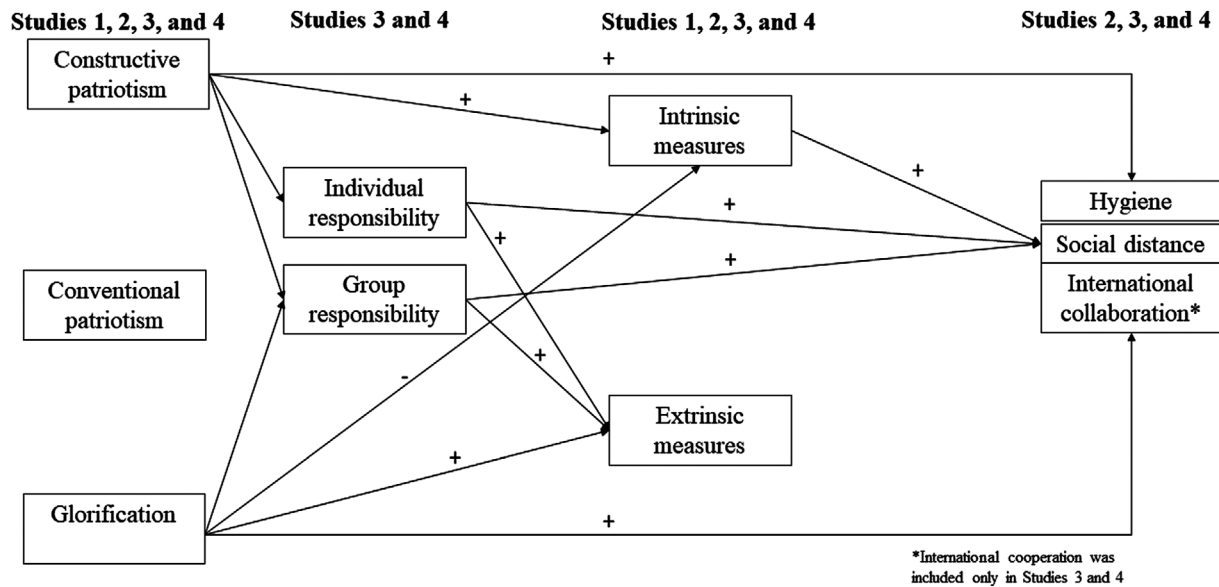 Studies 1, 2, 3, and 4
Studies 3 and 4
Studies 1, 2, 3, and 4
Studies 2, 3, and 4
Constructive
patriotism
+
+
Intrinsic
measures
+
Individual
responsibility
+
+
Hygiene
Social distance
International
collaboration*
Conventional
patriotism
Group
responsibility
+
+
-
Extrinsic
measures
+
Glorification
+
*International cooperation was
included only in Studies 3 and 4